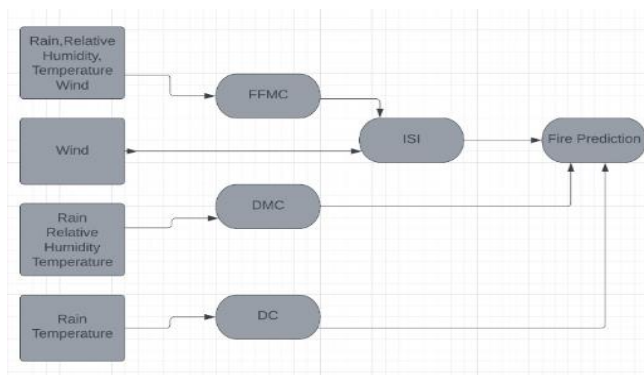 Rain,Relative
Humidity,
Temperature
Wind
FFMC
Wind
ISI
Fire Prediction
Rain
Relative
Humidity
Temperature
DMC
Rain
Temperature
DC